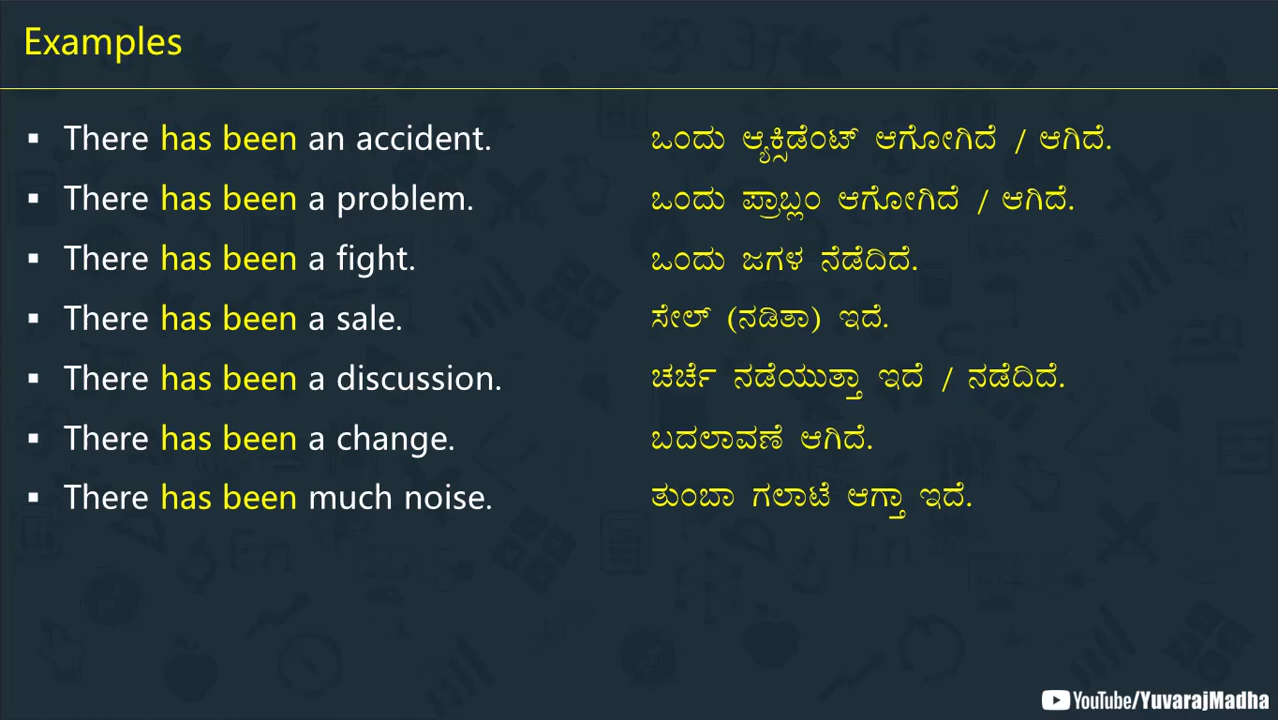 Examples
▪ There has been an accident. ಒಂದು ಆ್ಯಕ್ಸಿಡೆಂಟ್ ಆಗೋಗಿದೆ / ಆಗಿದೆ.
▪ There has been a problem. ಒಂದು ಪ್ರಾಬ್ಲಂ ಆಗೋಗಿದೆ / ಆಗಿದೆ.
▪ There has been a fight. ಒಂದು ಜಗಳ ನೆಡೆದಿದೆ.
▪ There has been a sale. ಸೇಲ್ (ನಡಿತಾ) ಇದೆ.
▪ There has been a discussion. ಚರ್ಚೆ ನಡೆಯುತ್ತಾ ಇದೆ / ನಡೆದಿದೆ.
▪ There has been a change. ಬದಲಾವಣೆ ಆಗಿದೆ.
▪ There has been much noise. ತುಂಬಾ ಗಲಾಟೆ ಆಗ್ತಾ ಇದೆ.
YouTube/YuvarajMadha